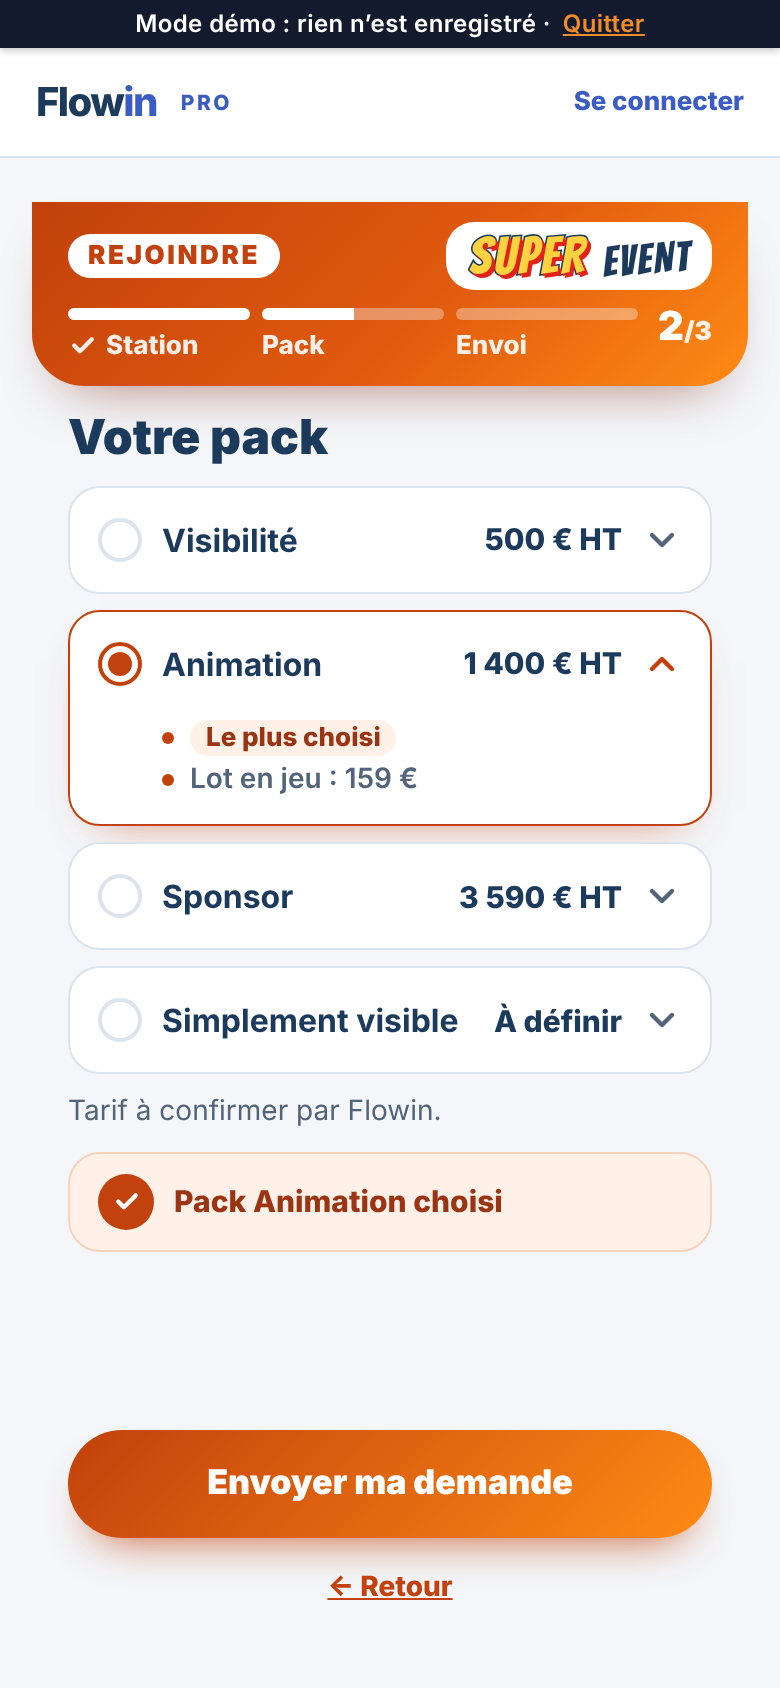 Mode démo : rien n’est enregistré · Quitter
Flowin PRO
Se connecter
REJOINDRE
SUPER EVENT
Station
Pack
Envoi
2/3
Votre pack
Visibilité 500 € HT
Animation 1 400 € HT
Le plus choisi
Lot en jeu : 159 €
Sponsor 3 590 € HT
Simplement visible À définir
Tarif à confirmer par Flowin.
Pack Animation choisi
Envoyer ma demande
← Retour